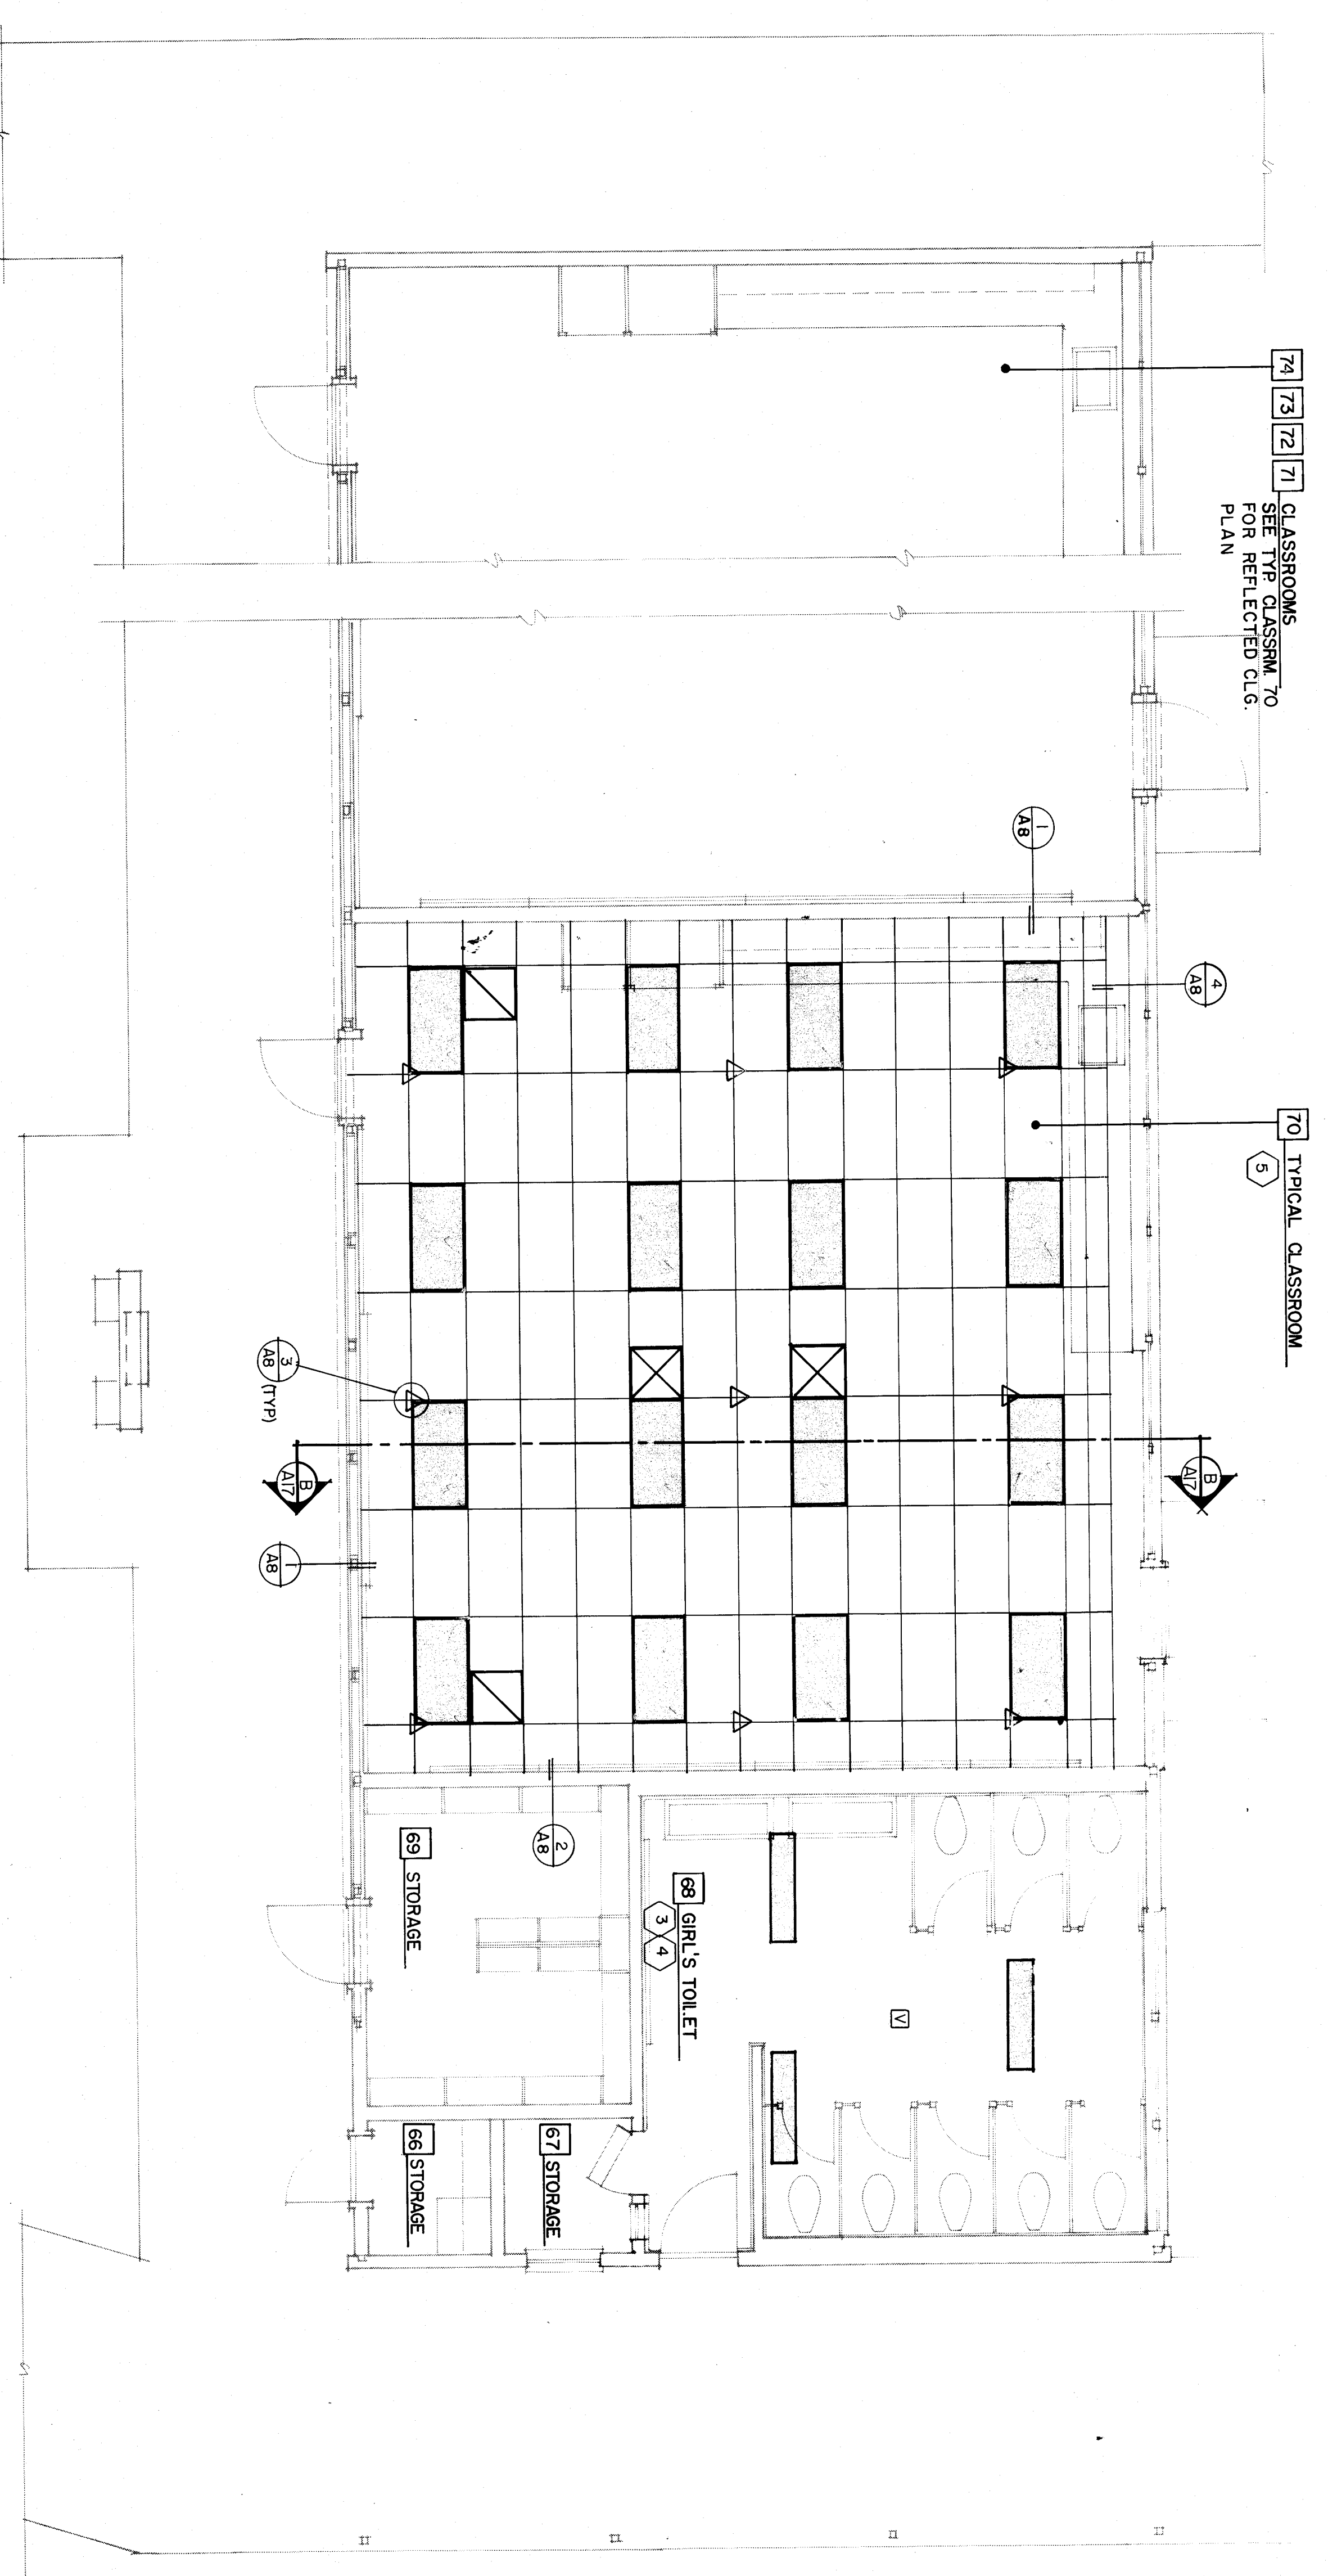 74 73 72 71 CLASSROOMS
SEE TYP. CLASSRM. 70
FOR REFLECTED CLG.
PLAN
1
A8
4
A8
70 TYPICAL CLASSROOM
5
3
A8 (TYP)
B
A17
B
A17
1
A8
2
A8
69 STORAGE
68 GIRL'S TOILET
3 4
V
67 STORAGE
66 STORAGE